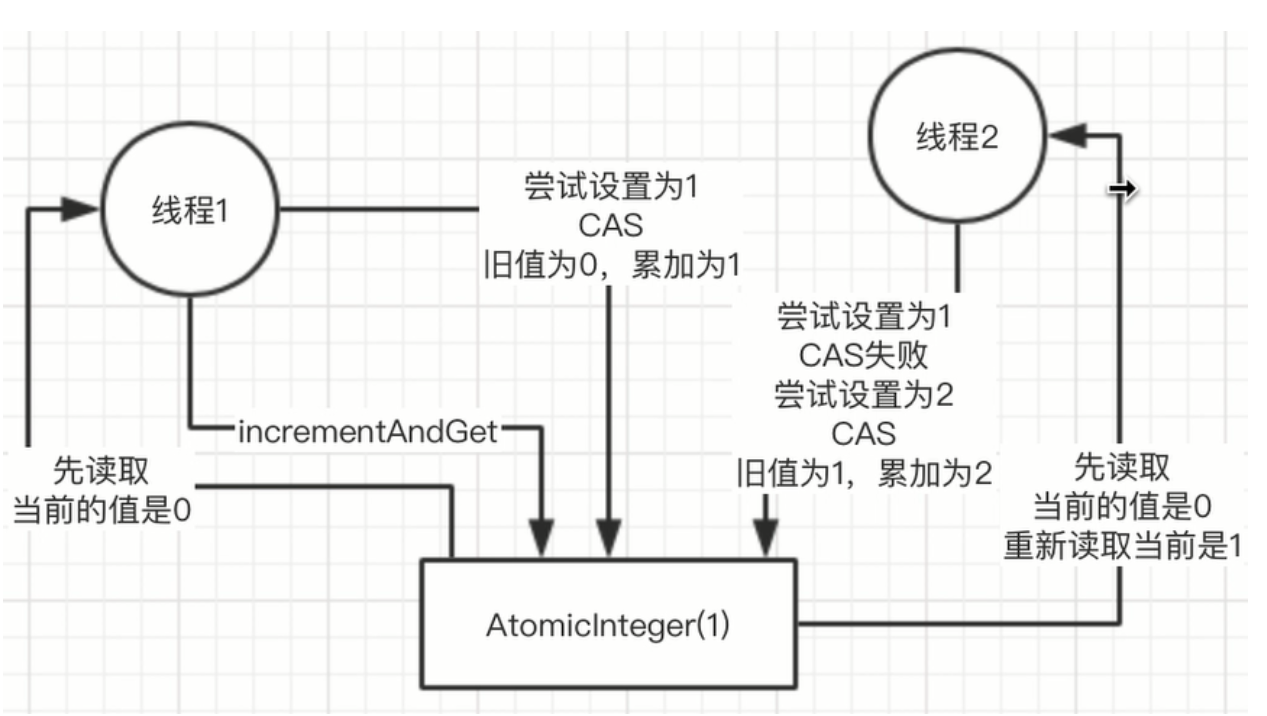 线程1
尝试设置为1
CAS
旧值为0，累加为1
线程2
尝试设置为1
CAS失败
尝试设置为2
CAS
旧值为1，累加为2
incrementAndGet
先读取
当前的值是0
先读取
当前的值是0
重新读取当前是1
AtomicInteger(1)